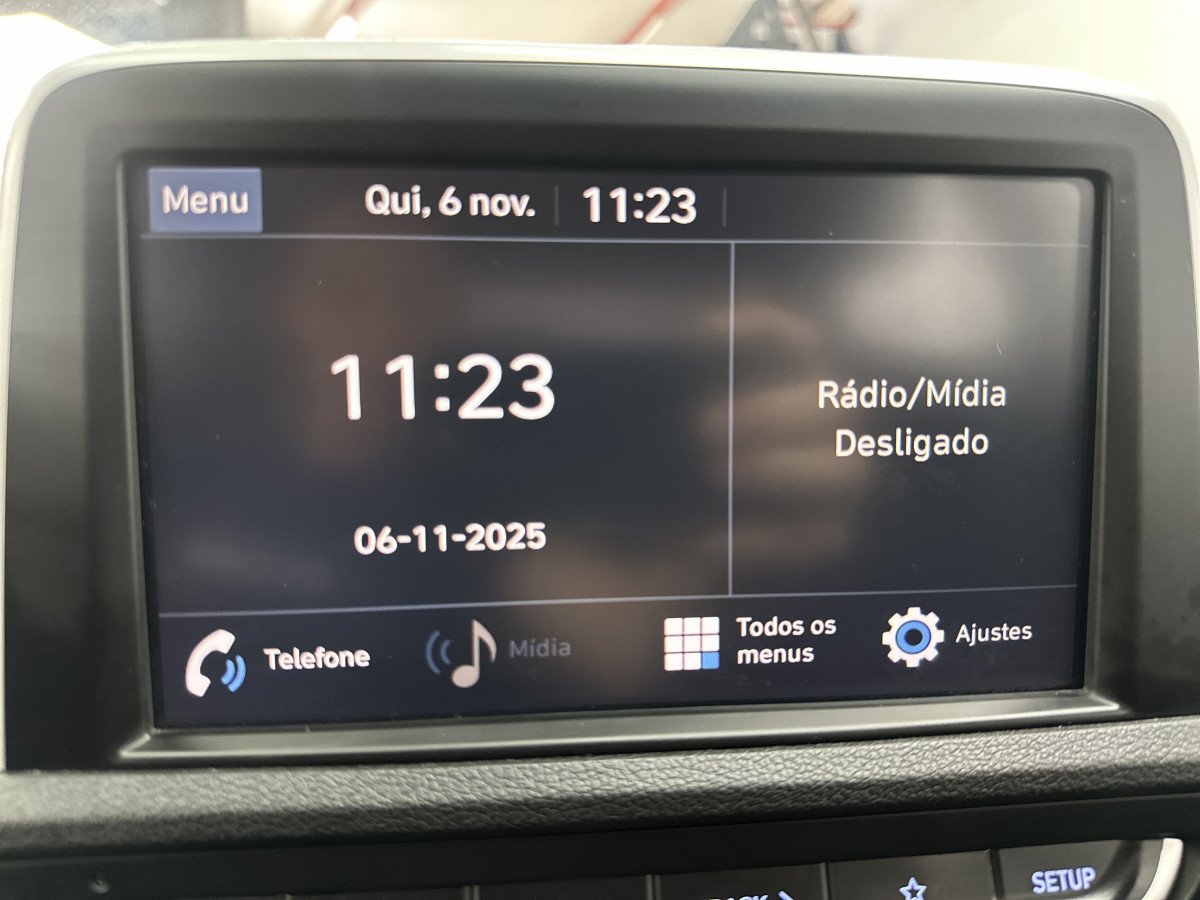 Menu Qui, 6 nov. 11:23
11:23
Rádio/Mídia
Desligado
06-11-2025
Telefone
Mídia
Todos os
menus
Ajustes
SETUP